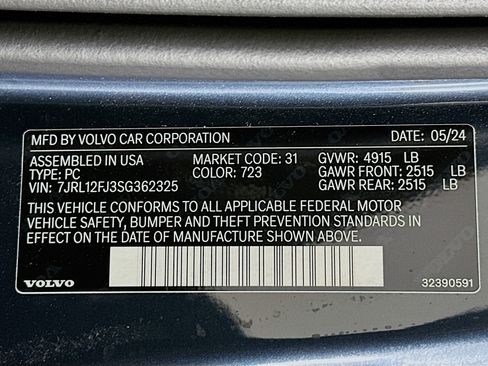 MFD BY VOLVO CAR CORPORATION DATE: 05/24
ASSEMBLED IN USA MARKET CODE: 31 GVWR: 4915 LB
TYPE: PC COLOR: 723 GAWR FRONT: 2515 LB
VIN: 7JRL12FJ3SG362325 GAWR REAR: 2515 LB
THIS VEHICLE CONFORMS TO ALL APPLICABLE FEDERAL MOTOR
VEHICLE SAFETY, BUMPER AND THEFT PREVENTION STANDARDS IN
EFFECT ON THE DATE OF MANUFACTURE SHOWN ABOVE.
VOLVO 32390591